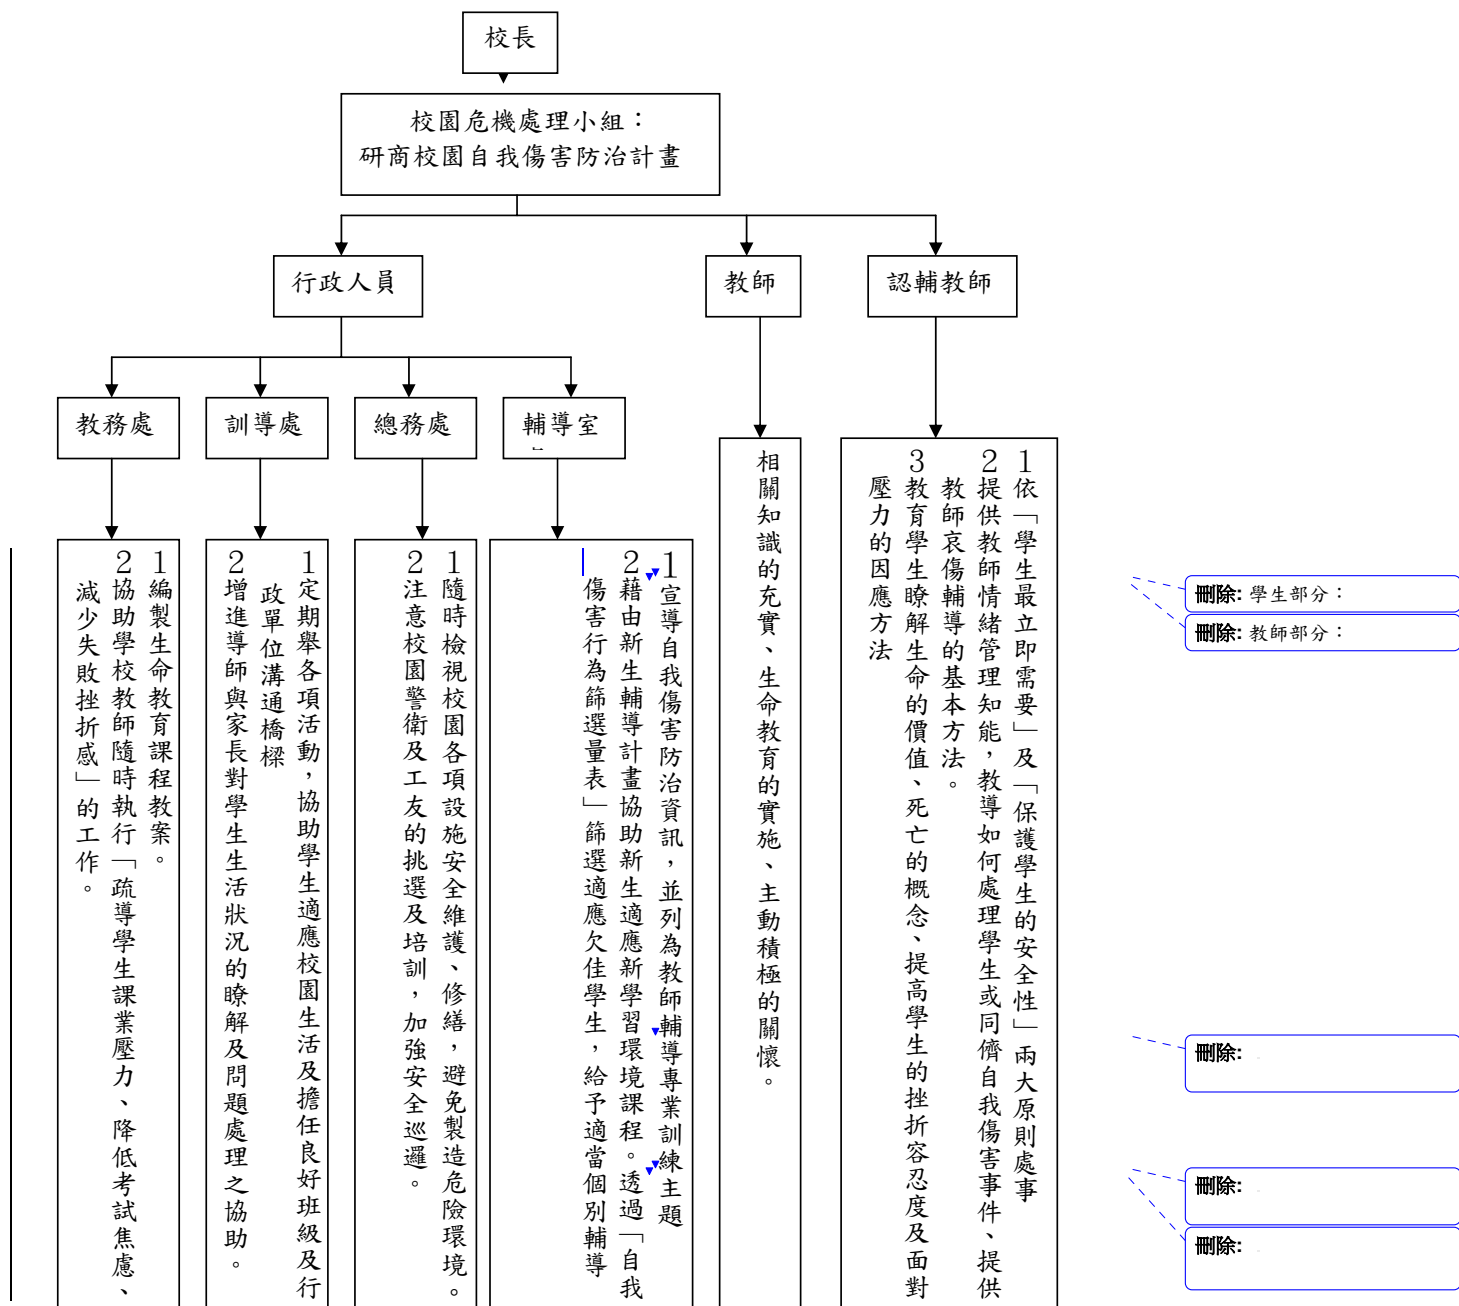 校長
校園危機處理小組：
研商校園自我傷害防治計畫
行政人員
教師
認輔教師
教務處
訓導處
總務處
輔導室
1編製生命教育課程教案。
2協助學校教師隨時執行「疏導學生課業壓力、降低考試焦慮、
減少失敗挫折感」的工作。
1定期舉各項活動，協助學生適應校園生活及擔任良好班級及行
政單位溝通橋樑
2增進導師與家長對學生生活狀況的瞭解及問題處理之協助。
1隨時檢視校園各項設施安全維護、修繕，避免製造危險環境。
2注意校園警衛及工友的挑選及培訓，加強安全巡邏。
1宣導自我傷害防治資訊，並列為教師輔導專業訓練主題
2藉由新生輔導計畫協助新生適應新學習環境課程。透過「自我
傷害行為篩選量表」篩選適應欠佳學生，給予適當個別輔導
相關知識的充實、生命教育的實施、主動積極的關懷。
1依「學生最立即需要」及「保護學生的安全性」兩大原則處事
2提供教師情緒管理知能，教導如何處理學生或同儕自我傷害事件、提供
教師哀傷輔導的基本方法。
3教育學生瞭解生命的價值、死亡的概念、提高學生的挫折容忍度及面對
壓力的因應方法
刪除: 學生部分：
刪除: 教師部分：
刪除:
刪除:
刪除: